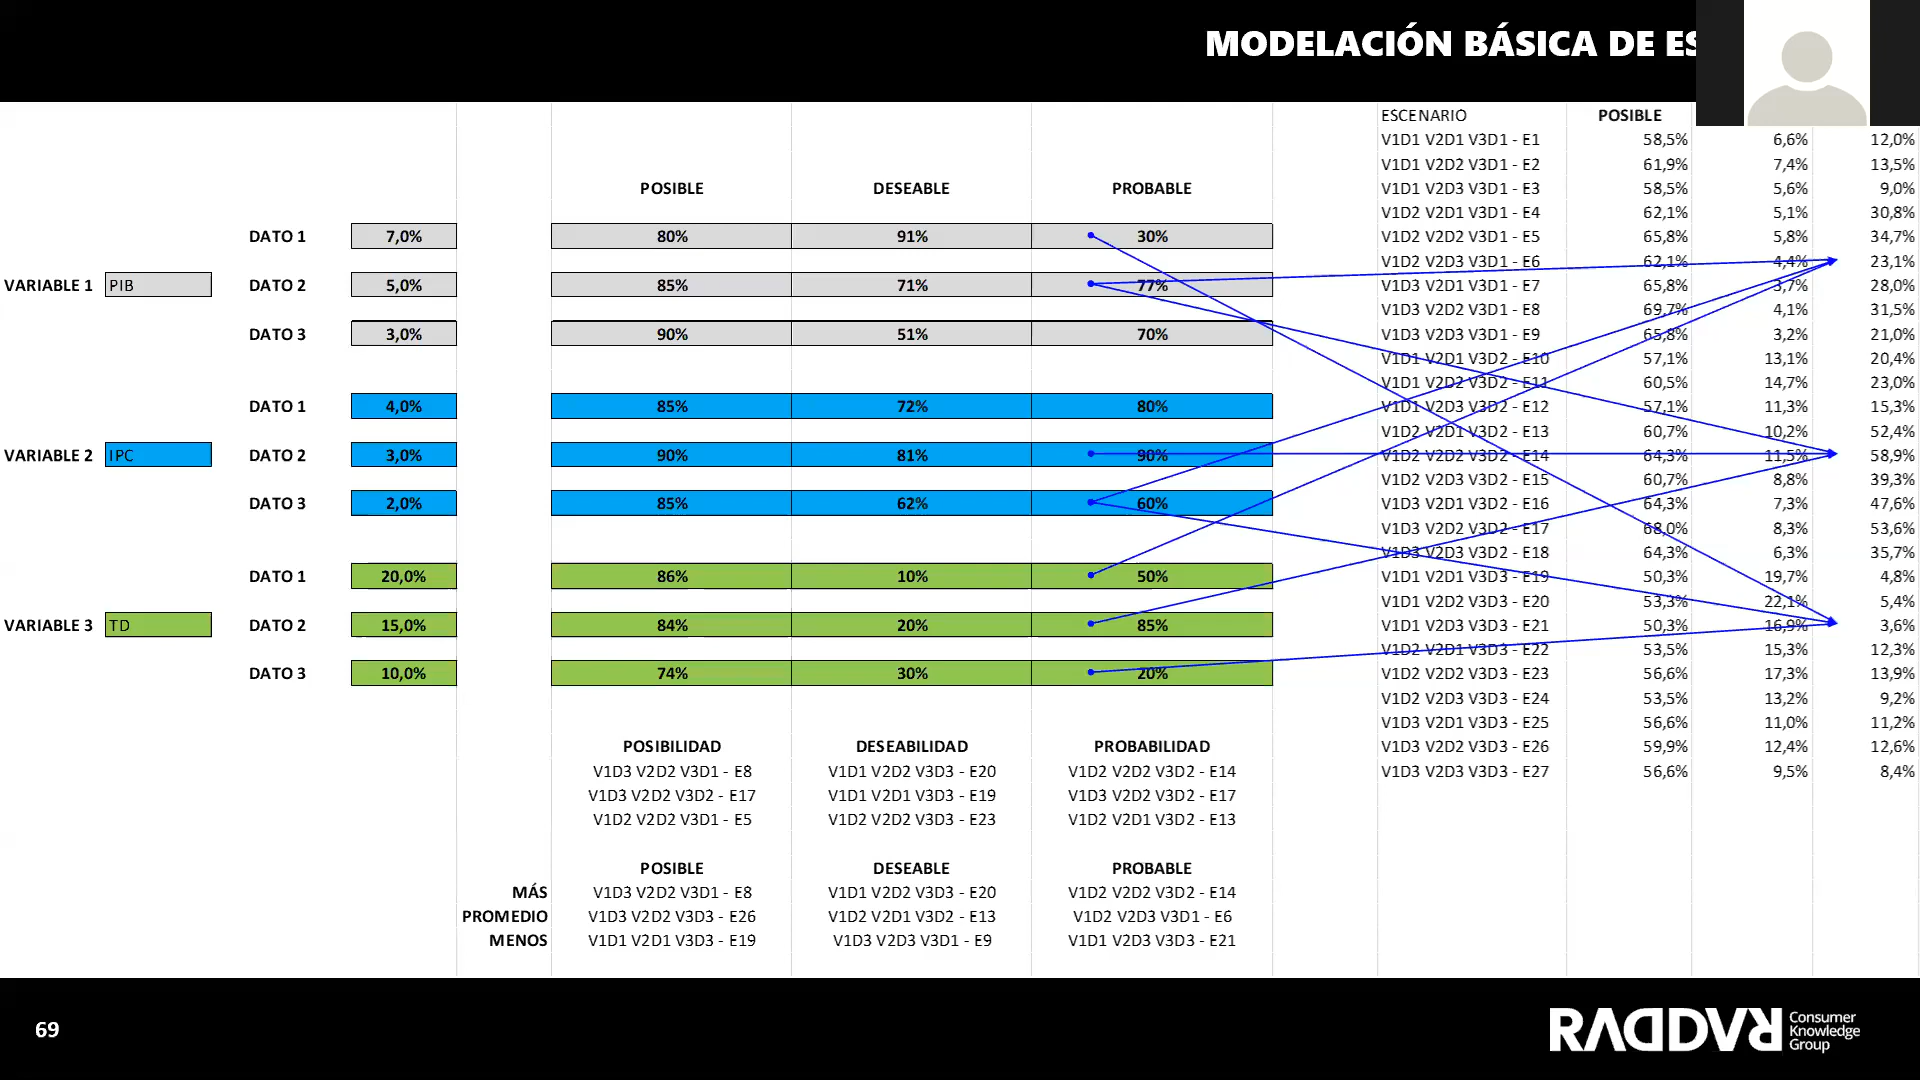 MODELACIÓN BÁSICA DE ES
POSIBLE DESEABLE PROBABLE
DATO 1 7,0% 80% 91% 30%
VARIABLE 1 PIB DATO 2 5,0% 85% 71% 77%
DATO 3 3,0% 90% 51% 70%
DATO 1 4,0% 85% 72% 80%
VARIABLE 2 IPC DATO 2 3,0% 90% 81% 90%
DATO 3 2,0% 85% 62% 60%
DATO 1 20,0% 86% 10% 50%
VARIABLE 3 TD DATO 2 15,0% 84% 20% 85%
DATO 3 10,0% 74% 30% 20%
POSIBILIDAD DESEABILIDAD PROBABILIDAD
V1D3 V2D2 V3D1 - E8 V1D1 V2D2 V3D3 - E20 V1D2 V2D2 V3D2 - E14
V1D3 V2D2 V3D2 - E17 V1D1 V2D1 V3D3 - E19 V1D3 V2D2 V3D2 - E17
V1D2 V2D2 V3D1 - E5 V1D2 V2D2 V3D3 - E23 V1D2 V2D1 V3D2 - E13
POSIBLE DESEABLE PROBABLE
MÁS V1D3 V2D2 V3D1 - E8 V1D1 V2D2 V3D3 - E20 V1D2 V2D2 V3D2 - E14
PROMEDIO V1D3 V2D2 V3D3 - E26 V1D2 V2D1 V3D2 - E13 V1D2 V2D3 V3D1 - E6
MENOS V1D1 V2D1 V3D3 - E19 V1D3 V2D3 V3D1 - E9 V1D1 V2D3 V3D3 - E21
ESCENARIO POSIBLE
V1D1 V2D1 V3D1 - E1 58,5% 6,6% 12,0%
V1D1 V2D2 V3D1 - E2 61,9% 7,4% 13,5%
V1D1 V2D3 V3D1 - E3 58,5% 5,6% 9,0%
V1D2 V2D1 V3D1 - E4 62,1% 5,1% 30,8%
V1D2 V2D2 V3D1 - E5 65,8% 5,8% 34,7%
V1D2 V2D3 V3D1 - E6 62,1% 4,4% 23,1%
V1D3 V2D1 V3D1 - E7 65,8% 3,7% 28,0%
V1D3 V2D2 V3D1 - E8 69,7% 4,1% 31,5%
V1D3 V2D3 V3D1 - E9 65,8% 3,2% 21,0%
V1D1 V2D1 V3D2 - E10 57,1% 13,1% 20,4%
V1D1 V2D2 V3D2 - E11 60,5% 14,7% 23,0%
V1D1 V2D3 V3D2 - E12 57,1% 11,3% 15,3%
V1D2 V2D1 V3D2 - E13 60,7% 10,2% 52,4%
V1D2 V2D2 V3D2 - E14 64,3% 11,5% 58,9%
V1D2 V2D3 V3D2 - E15 60,7% 8,8% 39,3%
V1D3 V2D1 V3D2 - E16 64,3% 7,3% 47,6%
V1D3 V2D2 V3D2 - E17 68,0% 8,3% 53,6%
V1D3 V2D3 V3D2 - E18 64,3% 6,3% 35,7%
V1D1 V2D1 V3D3 - E19 50,3% 19,7% 4,8%
V1D1 V2D2 V3D3 - E20 53,3% 22,1% 5,4%
V1D1 V2D3 V3D3 - E21 50,3% 16,9% 3,6%
V1D2 V2D1 V3D3 - E22 53,5% 15,3% 12,3%
V1D2 V2D2 V3D3 - E23 56,6% 17,3% 13,9%
V1D2 V2D3 V3D3 - E24 53,5% 13,2% 9,2%
V1D3 V2D1 V3D3 - E25 56,6% 11,0% 11,2%
V1D3 V2D2 V3D3 - E26 59,9% 12,4% 12,6%
V1D3 V2D3 V3D3 - E27 56,6% 9,5% 8,4%
69
RADDAR
Consumer
Knowledge
Group